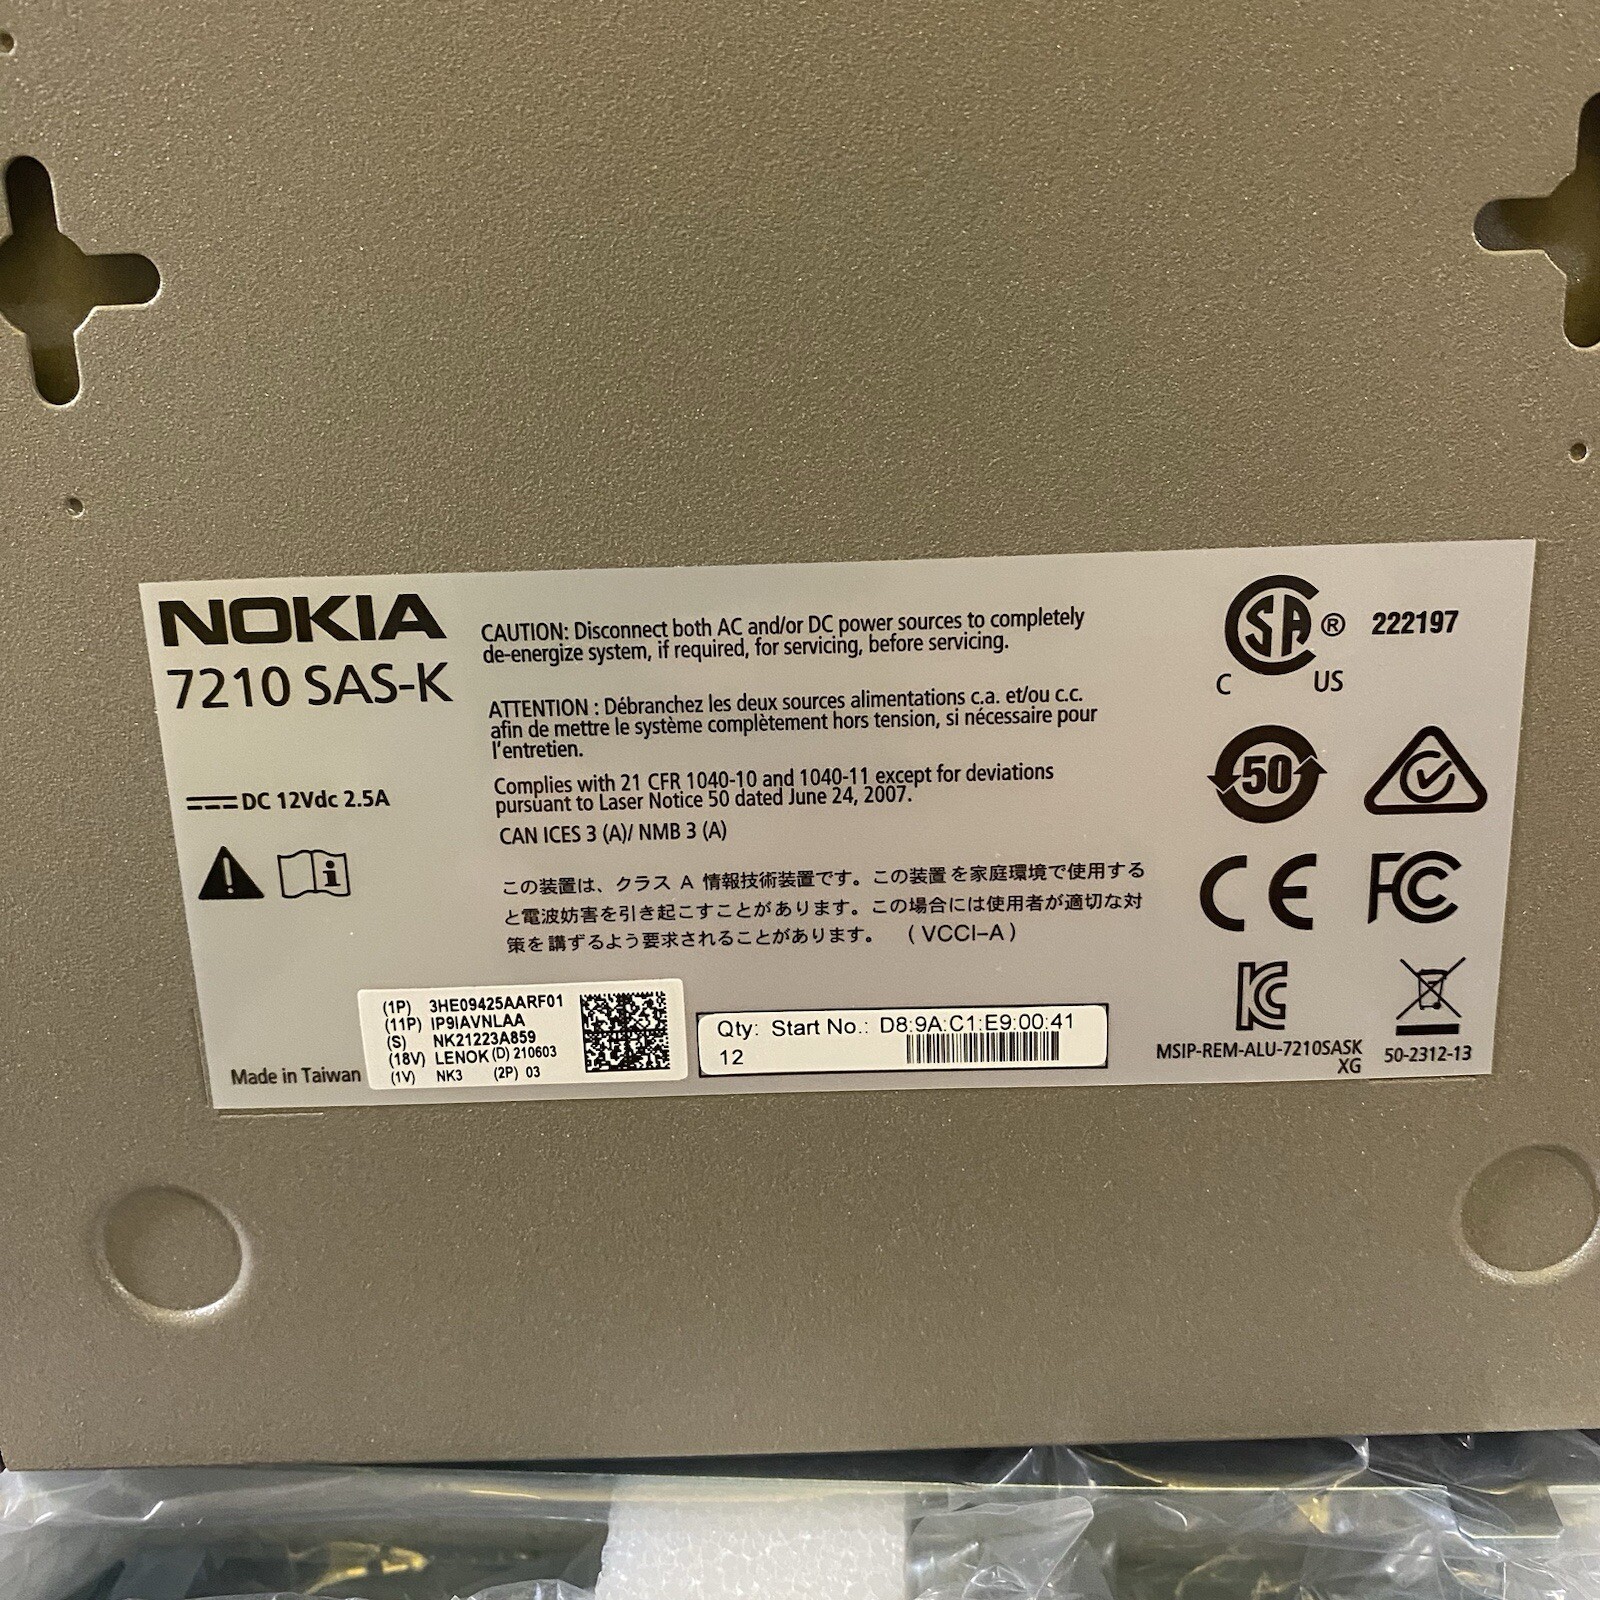 NOKIA
7210 SAS-K
DC 12Vdc 2.5A
CAUTION: Disconnect both AC and/or DC power sources to completely
de-energize system, if required, for servicing, before servicing.
ATTENTION : Débranchez les deux sources alimentations c.a. et/ou c.c.
afin de mettre le système complètement hors tension, si nécessaire pour
l'entretien.
Complies with 21 CFR 1040-10 and 1040-11 except for deviations
pursuant to Laser Notice 50 dated June 24, 2007.
CAN ICES 3 (A)/ NMB 3 (A)
この装置は、クラス A 情報技術装置です。この装置を家庭環境で使用する
と電波妨害を引き起こすことがあります。この場合には使用者が適切な対
策を講ずるよう要求されることがあります。 （VCCI-A）
SA ® 222197
C US
50
CE FC
KC
MSIP-REM-ALU-7210SASK
XG
50-2312-13
Made in Taiwan
(1P) 3HE09425AARF01
(11P) IP9IAVNLAA
(S) NK21223A859
(18V) LENOK (D) 210603
(1V) NK3 (2P) 03
Qty: Start No.: D8:9A:C1:E9:00:41
12